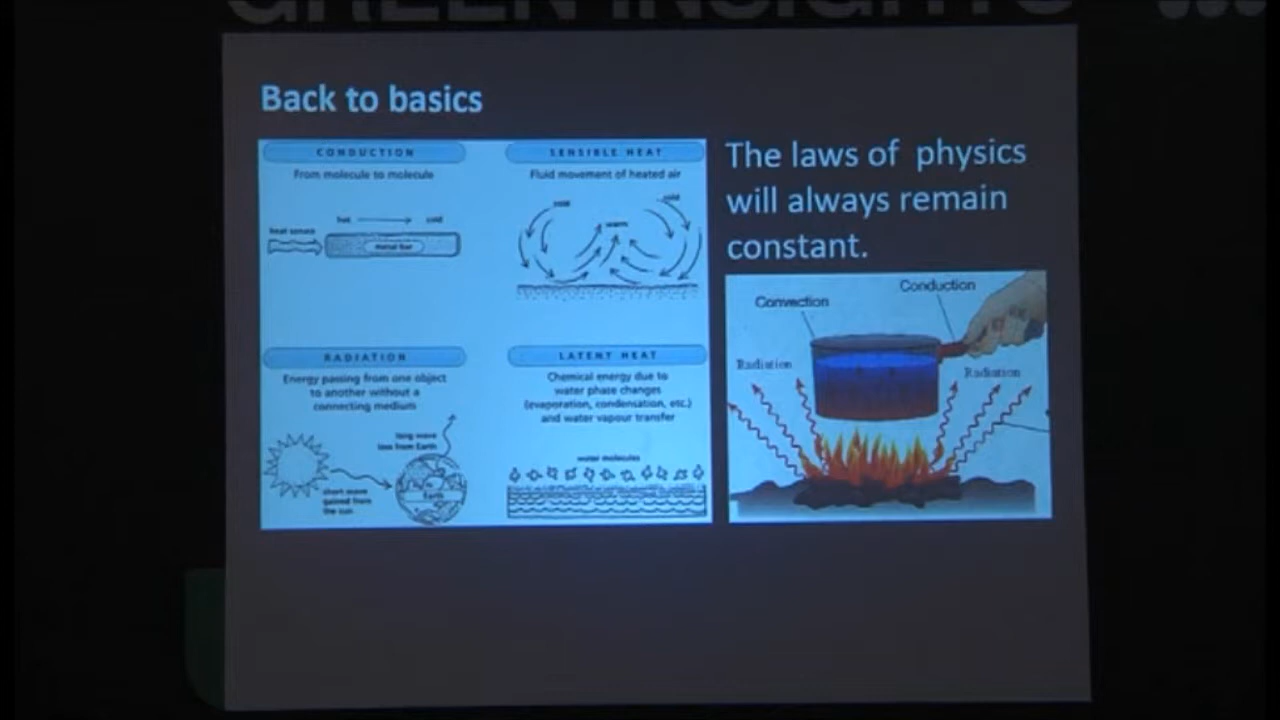 GREEN INSIGHTS
Back to basics
CONDUCTION
From molecule to molecule
hot
cold
heat source
metal bar
SENSIBLE HEAT
Fluid movement of heated air
cold
cold
warm
RADIATION
Energy passing from one object
to another without a
connecting medium
long wave
loss from Earth
Earth
short wave
gained from
the sun
LATENT HEAT
Chemical energy due to
water phase changes
(evaporation, condensation, etc.)
and water vapour transfer
water molecules
The laws of physics
will always remain
constant.
Conduction
Convection
Radiation
Radiation